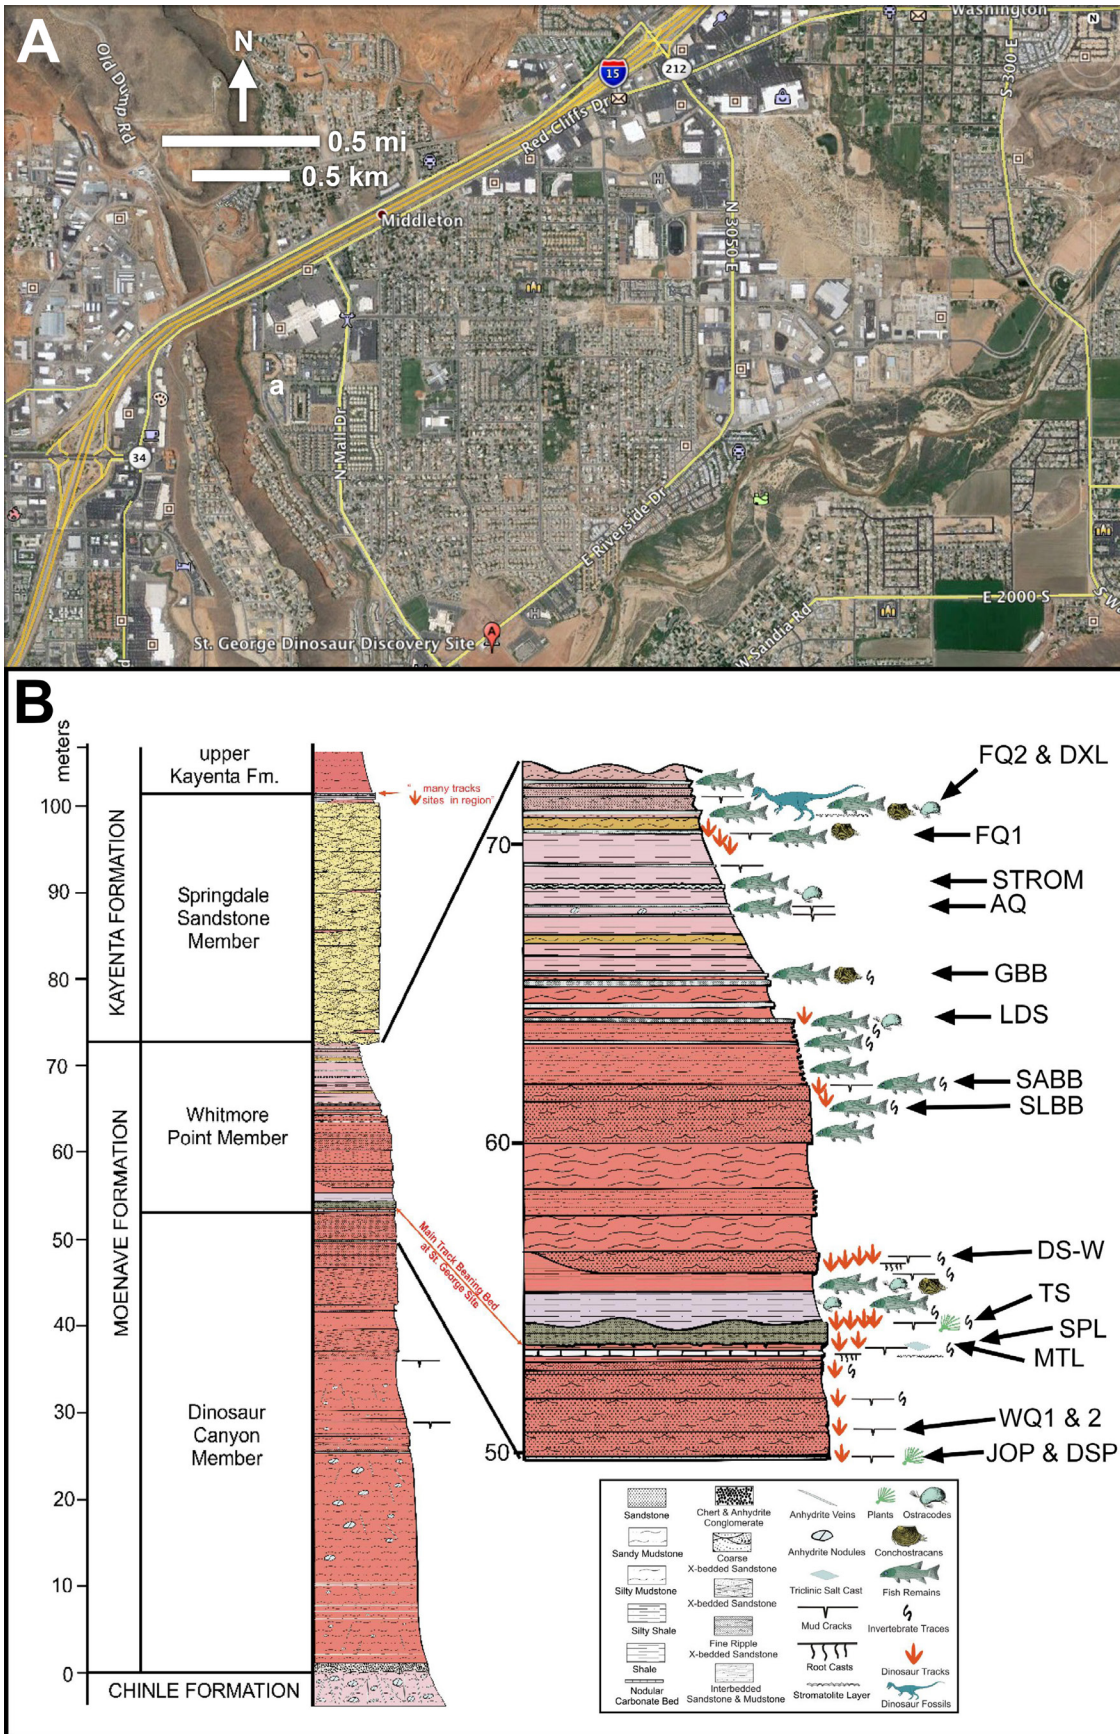 A
N
Old Dump Rd
0.5 mi
0.5 km
15
212
Washington
N
S 300 E
Red Cliffs Dr
Middleton
N 3050 E
a
N Mall Dr
34
E Riverside Dr
St. George Dinosaur Discovery Site
A
W Sandia Rd
E 2000 S
B
meters
100
90
80
70
60
50
40
30
20
10
0
KAYENTA FORMATION
MOENAVE FORMATION
upper
Kayenta Fm.
Springdale
Sandstone
Member
Whitmore
Point Member
Dinosaur
Canyon
Member
CHINLE FORMATION
" many tracks
sites in region"
Main Track Bearing Bed
at St. George Site
70
60
50
FQ2 & DXL
FQ1
STROM
AQ
GBB
LDS
SABB
SLBB
DS-W
TS
SPL
MTL
WQ1 & 2
JOP & DSP
Sandstone
Sandy Mudstone
Silty Mudstone
Silty Shale
Shale
Nodular
Carbonate Bed
Chert & Anhydrite
Conglomerate
Coarse
X-bedded Sandstone
X-bedded Sandstone
Fine Ripple
X-bedded Sandstone
Interbedded
Sandstone & Mudstone
Anhydrite Veins
Anhydrite Nodules
Triclinic Salt Cast
Mud Cracks
Root Casts
Stromatolite Layer
Plants
Ostracodes
Conchostracans
Fish Remains
Invertebrate Traces
Dinosaur Tracks
Dinosaur Fossils